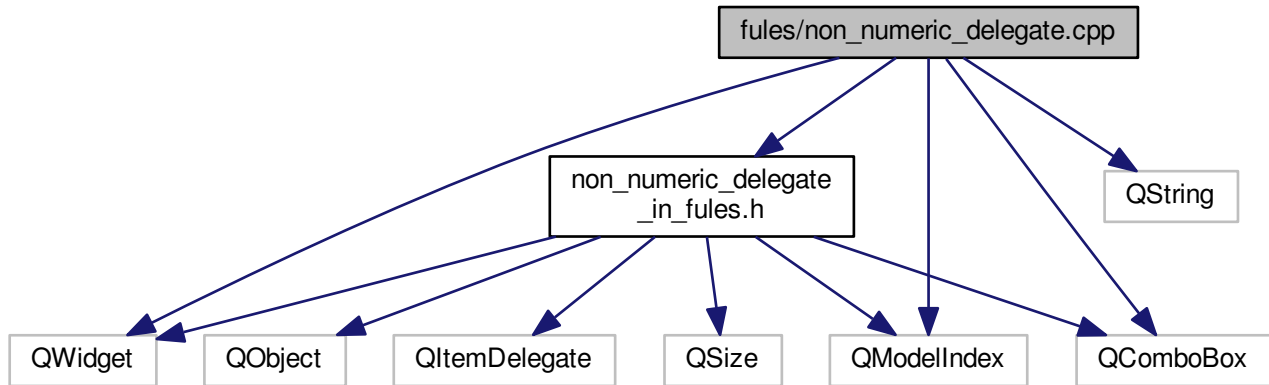 fules/non_numeric_delegate.cpp
non_numeric_delegate
_in_fules.h
QString
QWidget
QObject
QItemDelegate
QSize
QModelIndex
QComboBox